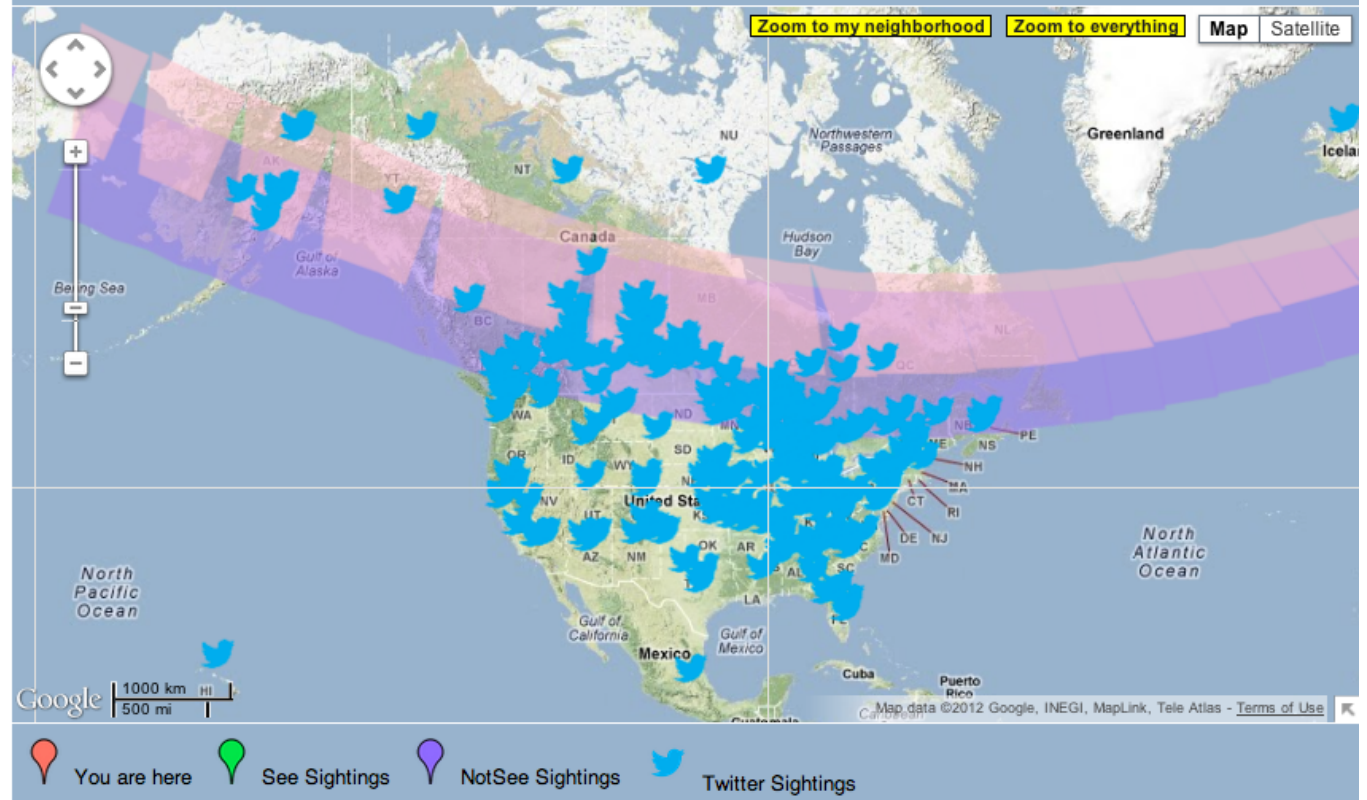 Zoom to my neighborhood
Zoom to everything
Map
Satellite
Greenland
NU
Northwestern
Passages
AK
NT
YT
Canada
Hudson
Bay
Gulf of
Alaska
Bering Sea
MB
BC
NL
QC
WA
ND
MN
NB
PE
ME
NS
OR
ID
WY
SD
NH
MA
CT
RI
NV
UT
United Sta
DE
NJ
MD
AZ
NM
OK
AR
AL
SC
LA
North
Pacific
Ocean
North
Atlantic
Ocean
Gulf of
California
Gulf of
Mexico
Mexico
Cuba
Puerto
Rico
HI
Google
1000 km
500 mi
Map data ©2012 Google, INEGI, MapLink, Tele Atlas - Terms of Use
You are here
See Sightings
NotSee Sightings
Twitter Sightings